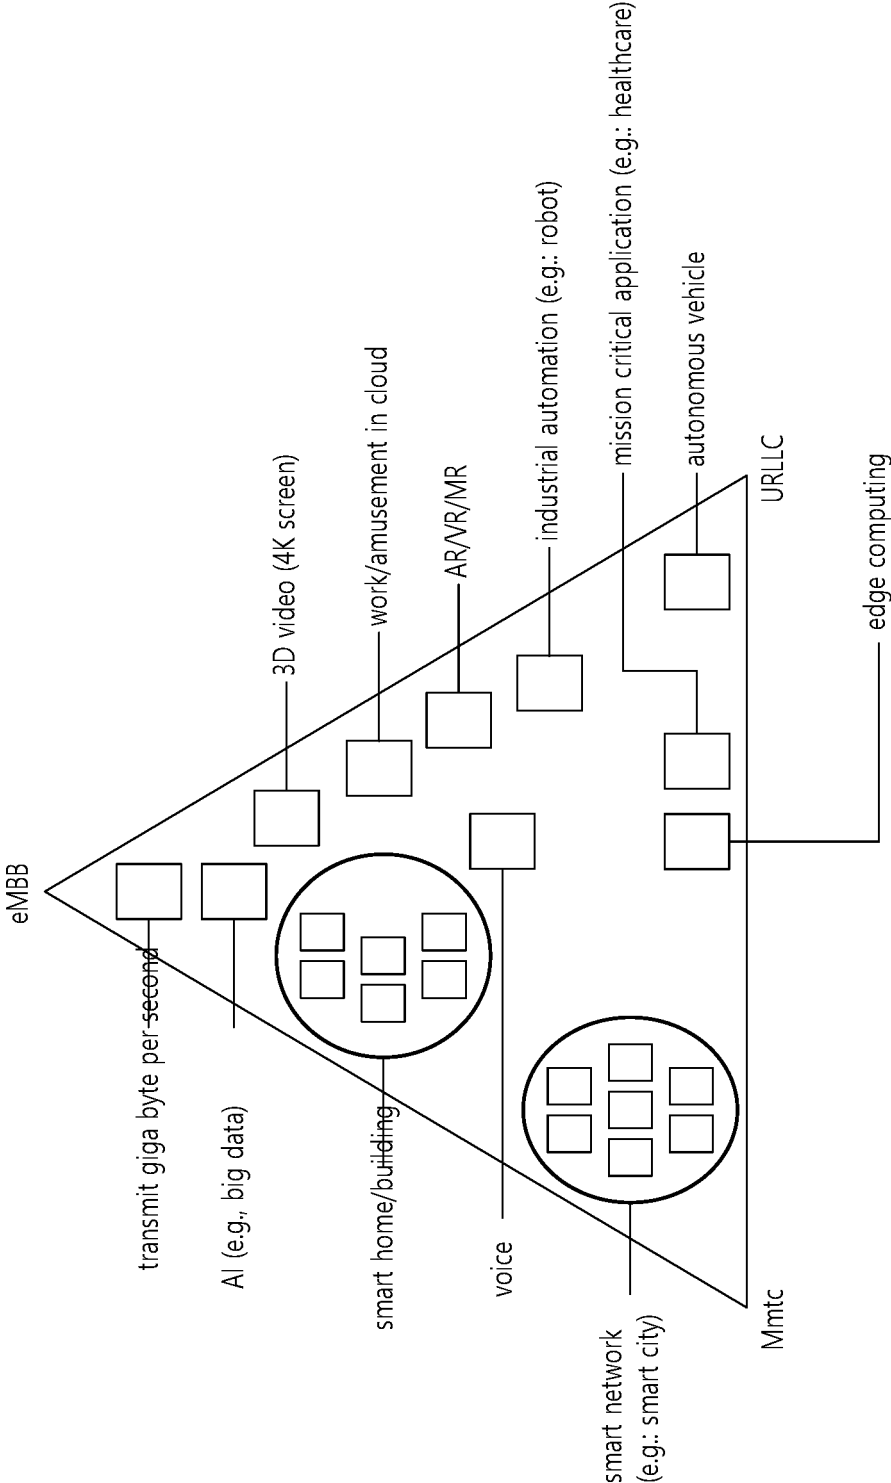 eMBB
transmit giga byte per second
AI (e.g., big data)
3D video (4K screen)
smart home/building
work/amusement in cloud
AR/VR/MR
voice
industrial automation (e.g.: robot)
smart network
(e.g.: smart city)
mission critical application (e.g.: healthcare)
autonomous vehicle
Mmtc
URLLC
edge computing